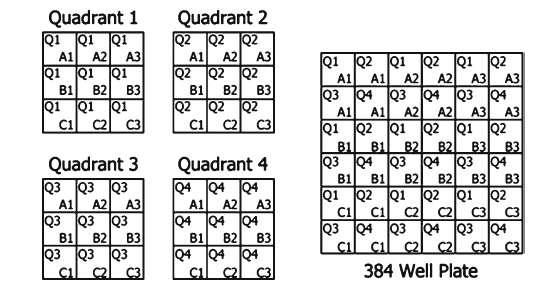 Quadrant 1
Q1 Q1 Q1
A1 A2 A3
Q1 Q1 Q1
B1 B2 B3
Q1 Q1 Q1
C1 C2 C3
Quadrant 2
Q2 Q2 Q2
A1 A2 A3
Q2 Q2 Q2
B1 B2 B3
Q2 Q2 Q2
C1 C2 C3
Quadrant 3
Q3 Q3 Q3
A1 A2 A3
Q3 Q3 Q3
B1 B2 B3
Q3 Q3 Q3
C1 C2 C3
Quadrant 4
Q4 Q4 Q4
A1 A2 A3
Q4 Q4 Q4
B1 B2 B3
Q4 Q4 Q4
C1 C2 C3
Q1 Q2 Q1 Q2 Q1 Q2
A1 A1 A2 A2 A3 A3
Q3 Q4 Q3 Q4 Q3 Q4
A1 A1 A2 A2 A3 A3
Q1 Q2 Q1 Q2 Q1 Q2
B1 B1 B2 B2 B3 B3
Q3 Q4 Q3 Q4 Q3 Q4
B1 B1 B2 B2 B3 B3
Q1 Q2 Q1 Q2 Q1 Q2
C1 C1 C2 C2 C3 C3
Q3 Q4 Q3 Q4 Q3 Q4
C1 C1 C2 C2 C3 C3
384 Well Plate